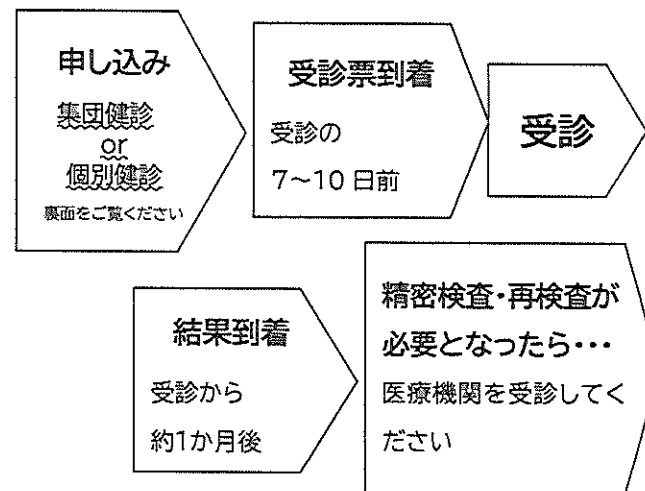 申し込み
集団健診
or
個別健診
裏面をご覧ください
受診票到着
受診の
7～10 日前
受診
結果到着
受診から
約1か月後
精密検査・再検査が
必要となったら・・・
医療機関を受診してく
ださい